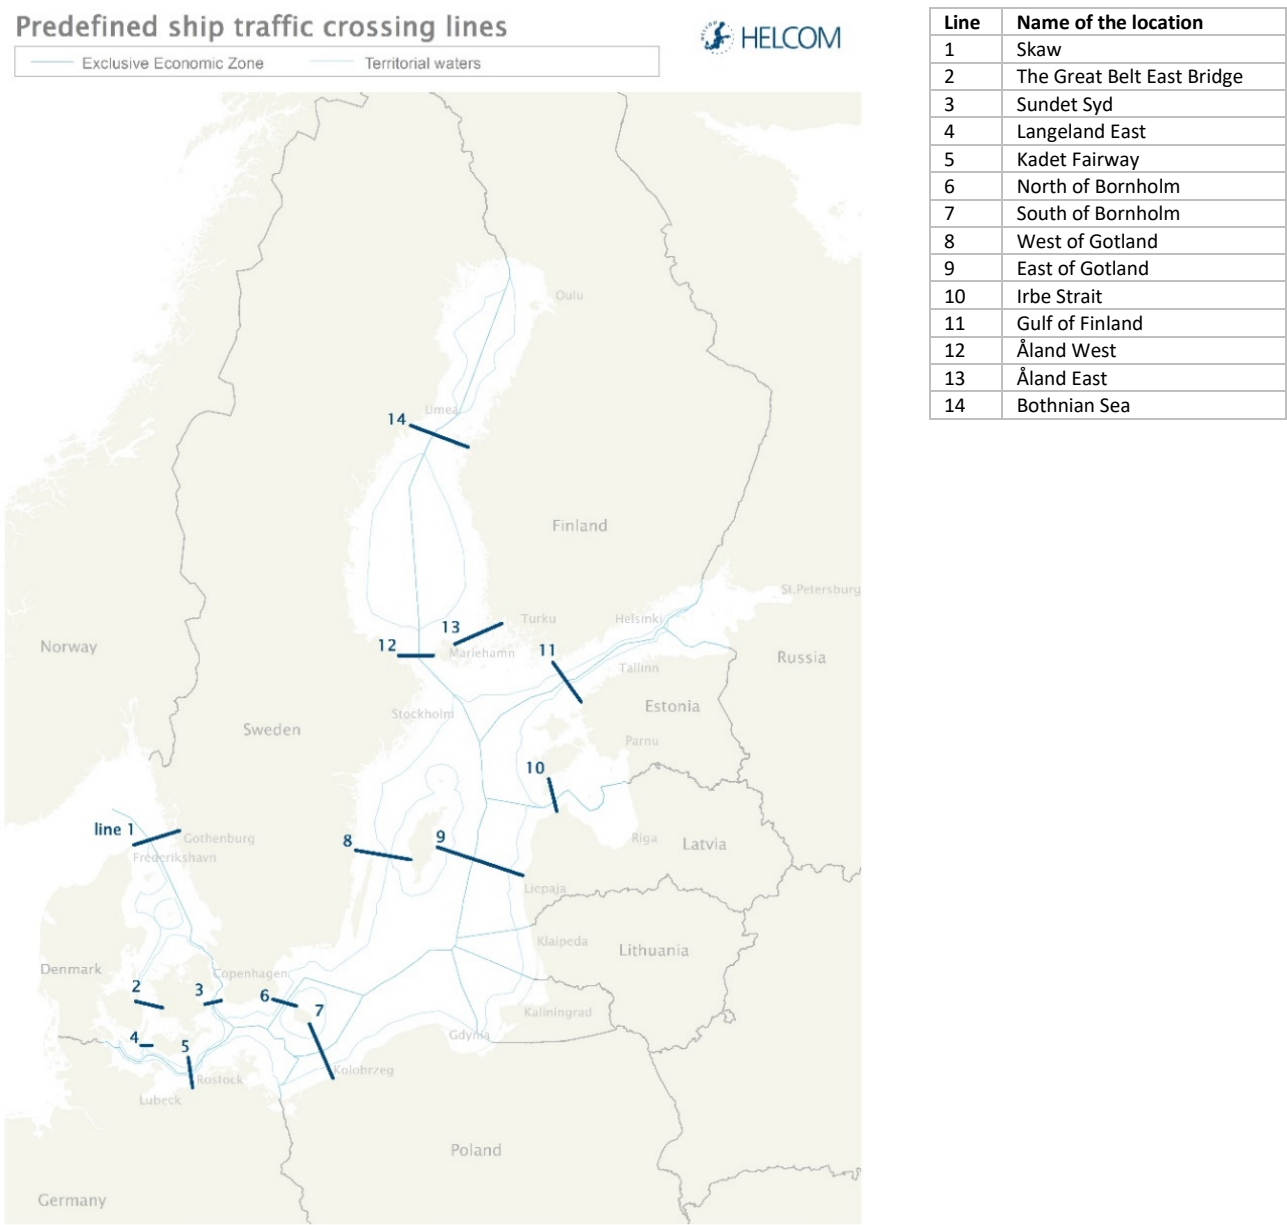 Predefined ship traffic crossing lines
HELCOM
HELCOM
Exclusive Economic Zone
Territorial waters
Line Name of the location
1 Skaw
2 The Great Belt East Bridge
3 Sundet Syd
4 Langeland East
5 Kadet Fairway
6 North of Bornholm
7 South of Bornholm
8 West of Gotland
9 East of Gotland
10 Irbe Strait
11 Gulf of Finland
12 Åland West
13 Åland East
14 Bothnian Sea
Oulu
Umea
14
Finland
St.Petersburg
Turku
Helsinki
13
12
Mariehamn
11
Norway
Russia
Tallinn
Estonia
Stockholm
Sweden
Parnu
10
line 1
Gothenburg
8
9
Riga
Latvia
Frederikshavn
Liepaja
Klaipeda
Lithuania
Denmark
Copenhagen
2
3
6
7
Kaliningrad
4
5
Gdynia
Kolobrzeg
Rostock
Lubeck
Poland
Germany